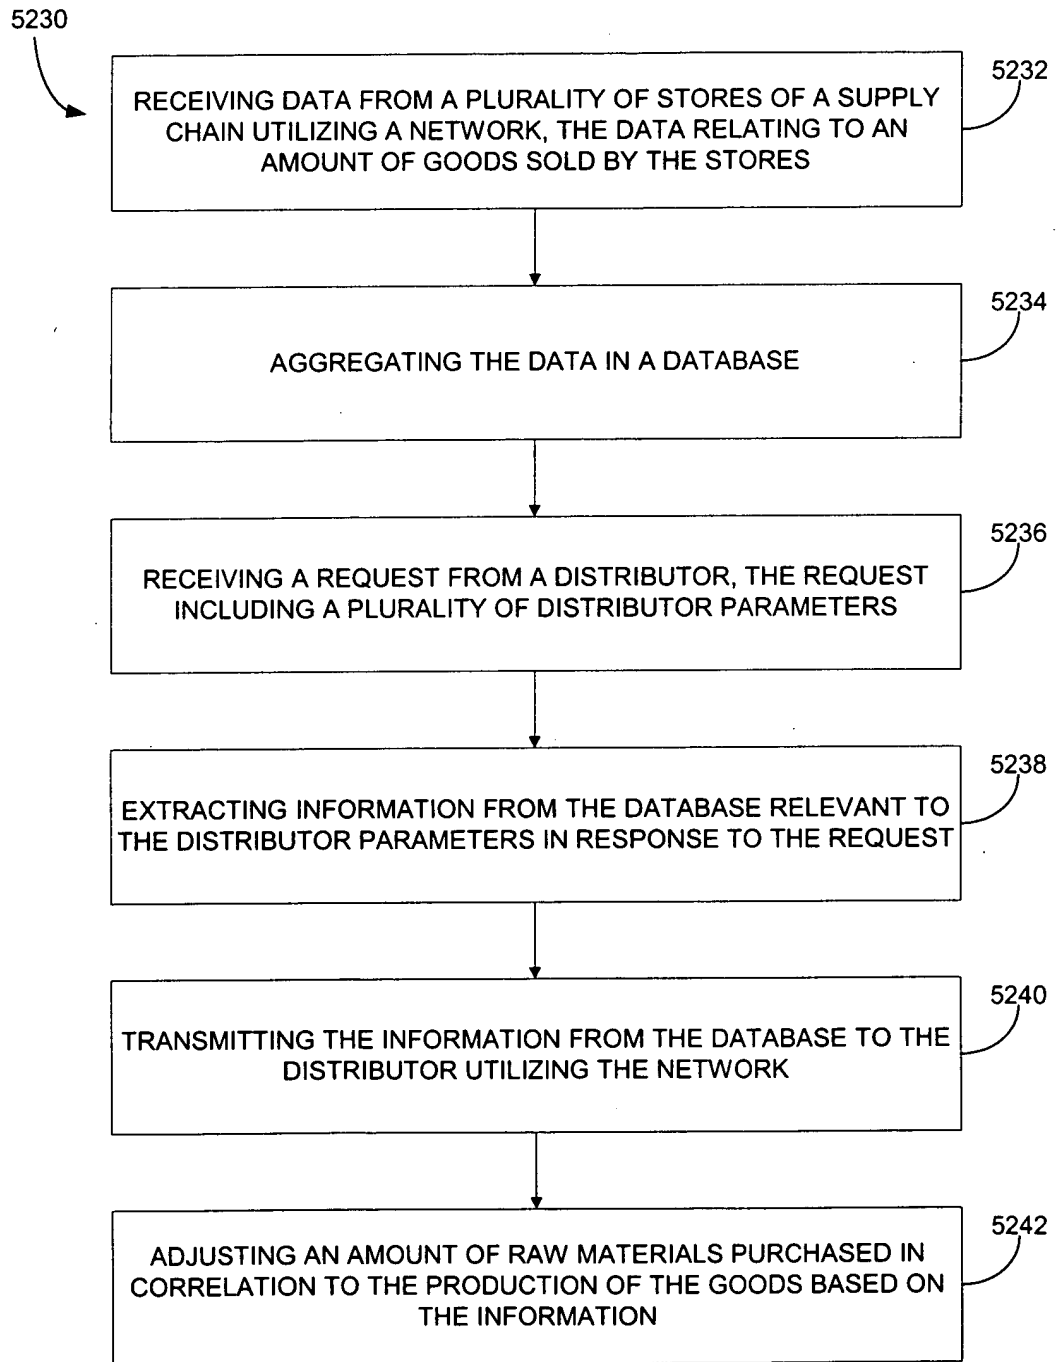 5230
5232
RECEIVING DATA FROM A PLURALITY OF STORES OF A SUPPLY
CHAIN UTILIZING A NETWORK, THE DATA RELATING TO AN
AMOUNT OF GOODS SOLD BY THE STORES
5234
AGGREGATING THE DATA IN A DATABASE
5236
RECEIVING A REQUEST FROM A DISTRIBUTOR, THE REQUEST
INCLUDING A PLURALITY OF DISTRIBUTOR PARAMETERS
5238
EXTRACTING INFORMATION FROM THE DATABASE RELEVANT TO
THE DISTRIBUTOR PARAMETERS IN RESPONSE TO THE REQUEST
5240
TRANSMITTING THE INFORMATION FROM THE DATABASE TO THE
DISTRIBUTOR UTILIZING THE NETWORK
5242
ADJUSTING AN AMOUNT OF RAW MATERIALS PURCHASED IN
CORRELATION TO THE PRODUCTION OF THE GOODS BASED ON
THE INFORMATION